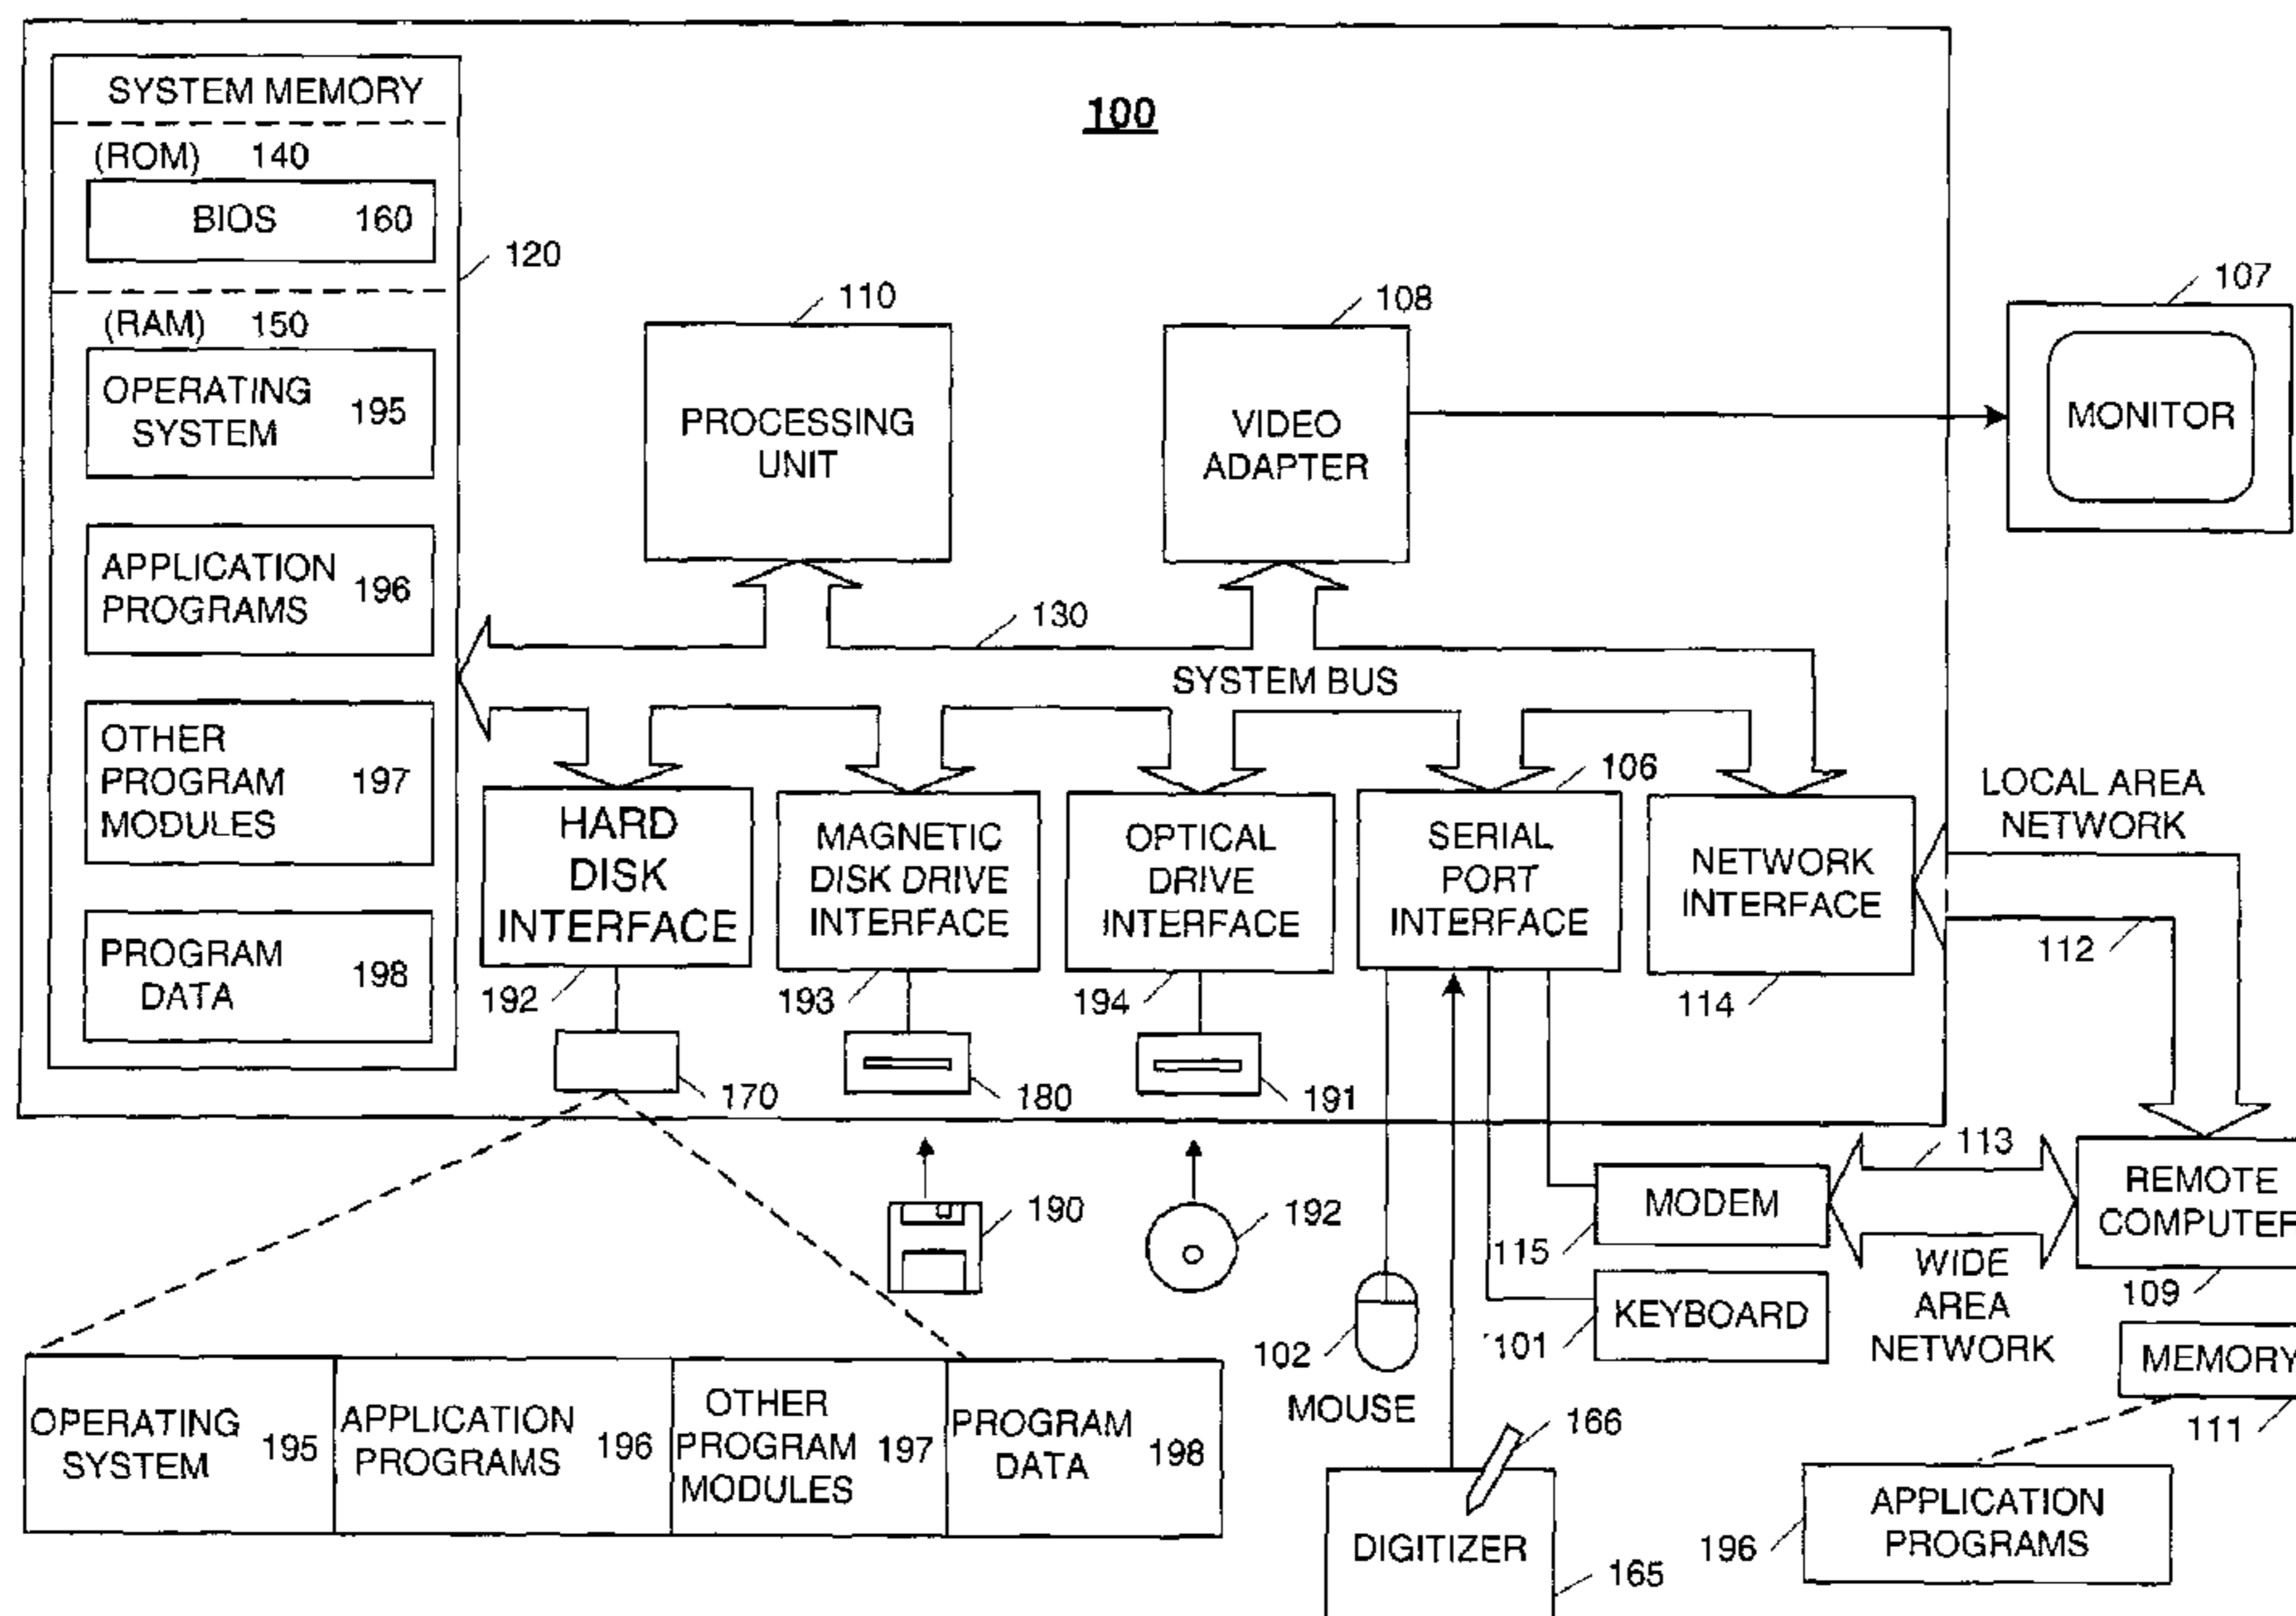 100
SYSTEM MEMORY
(ROM) 140
BIOS 160
120
(RAM) 150
OPERATING
SYSTEM
195
APPLICATION
PROGRAMS
196
OTHER
PROGRAM
MODULES
197
PROGRAM
DATA
198
110
PROCESSING
UNIT
108
VIDEO
ADAPTER
107
MONITOR
130
SYSTEM BUS
HARD
DISK
INTERFACE
192
MAGNETIC
DISK DRIVE
INTERFACE
193
OPTICAL
DRIVE
INTERFACE
194
106
SERIAL
PORT
INTERFACE
NETWORK
INTERFACE
114
LOCAL AREA
NETWORK
112
170
180
191
190
192
113
MODEM
115
REMOTE
COMPUTER
109
WIDE
AREA
NETWORK
KEYBOARD
101
102
MOUSE
MEMORY
111
OPERATING
SYSTEM
195
APPLICATION
PROGRAMS
196
OTHER
PROGRAM
MODULES
197
PROGRAM
DATA
198
166
DIGITIZER
165
APPLICATION
PROGRAMS
196